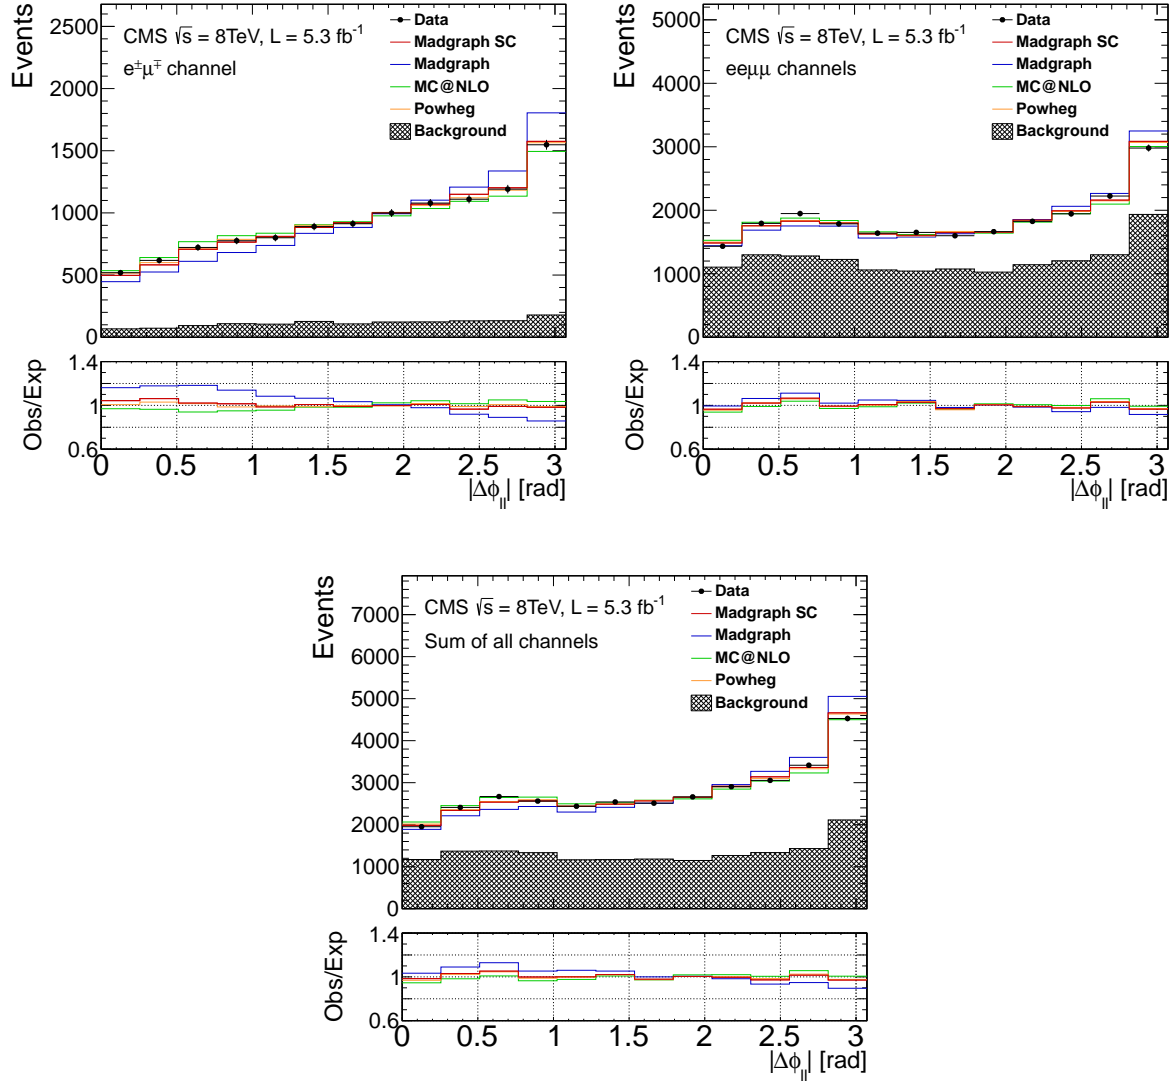 Events
2500
2000
1500
1000
500
0
CMS √s = 8TeV, L = 5.3 fb⁻¹
e±μ∓ channel
Data
Madgraph SC
Madgraph
MC@NLO
Powheg
Background
Obs/Exp
1.4
1
0.6
0 0.5 1 1.5 2 2.5 3
|Δϕ_ll| [rad]
Events
5000
4000
3000
2000
1000
0
CMS √s = 8TeV, L = 5.3 fb⁻¹
eeμμ channels
Data
Madgraph SC
Madgraph
MC@NLO
Powheg
Background
Obs/Exp
1.4
1
0.6
0 0.5 1 1.5 2 2.5 3
|Δϕ_ll| [rad]
Events
7000
6000
5000
4000
3000
2000
1000
0
CMS √s = 8TeV, L = 5.3 fb⁻¹
Sum of all channels
Data
Madgraph SC
Madgraph
MC@NLO
Powheg
Background
Obs/Exp
1.4
1
0.6
0 0.5 1 1.5 2 2.5 3
|Δϕ_ll| [rad]